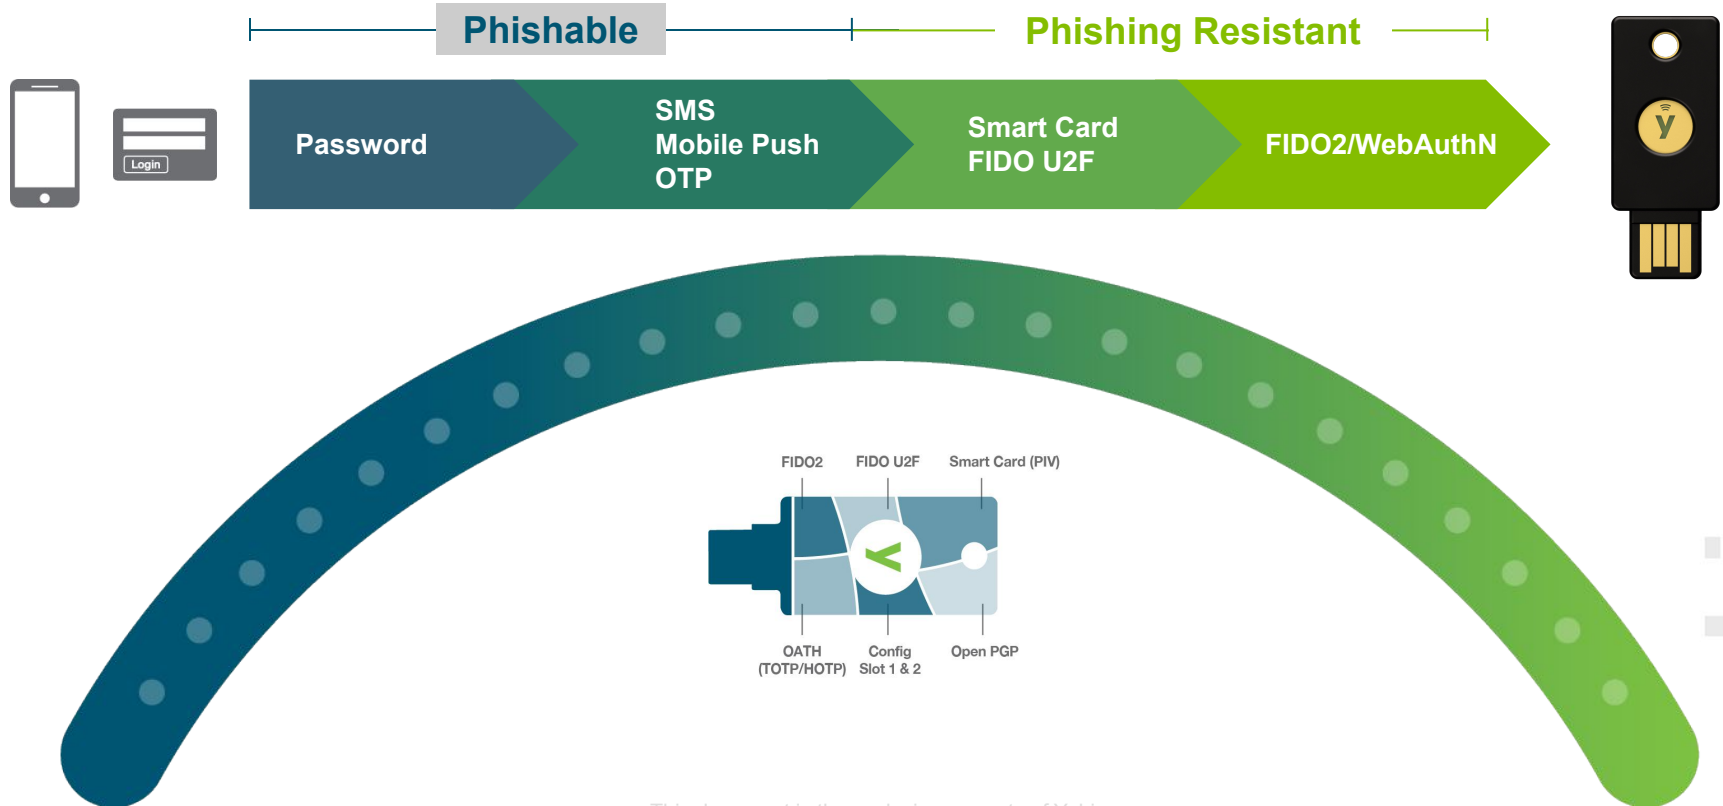 Phishable
Phishing Resistant
Login
Password
SMS
Mobile Push
OTP
Smart Card
FIDO U2F
FIDO2/WebAuthN
y
FIDO2
FIDO U2F
Smart Card (PIV)
y
OATH
(TOTP/HOTP)
Config
Slot 1 & 2
Open PGP